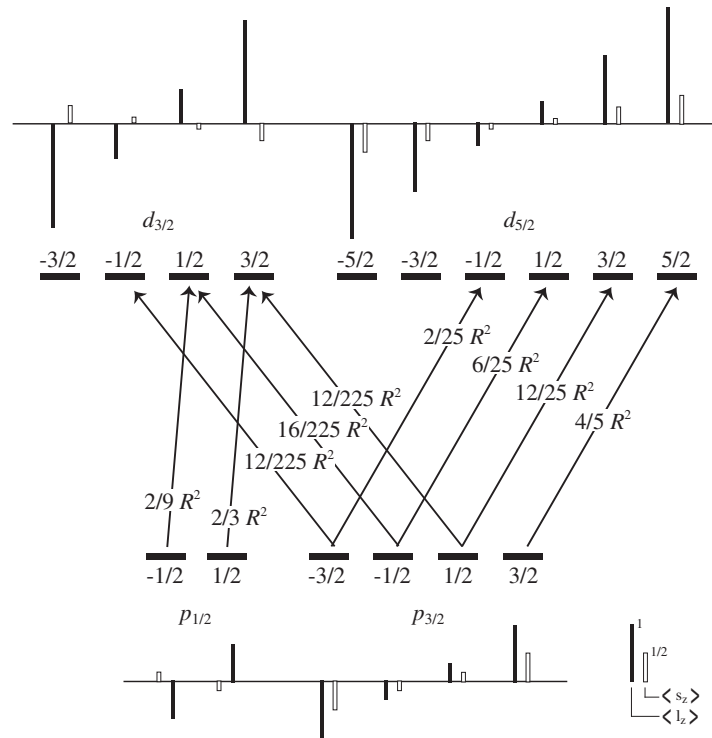 d3/2 d5/2
-3/2 -1/2 1/2 3/2 -5/2 -3/2 -1/2 1/2 3/2 5/2
2/25 R²
6/25 R²
12/225 R² 12/25 R²
16/225 R² 4/5 R²
12/225 R²
2/9 R² 2/3 R²
-1/2 1/2 -3/2 -1/2 1/2 3/2
p1/2 p3/2
1
1/2
< sz >
< lz >